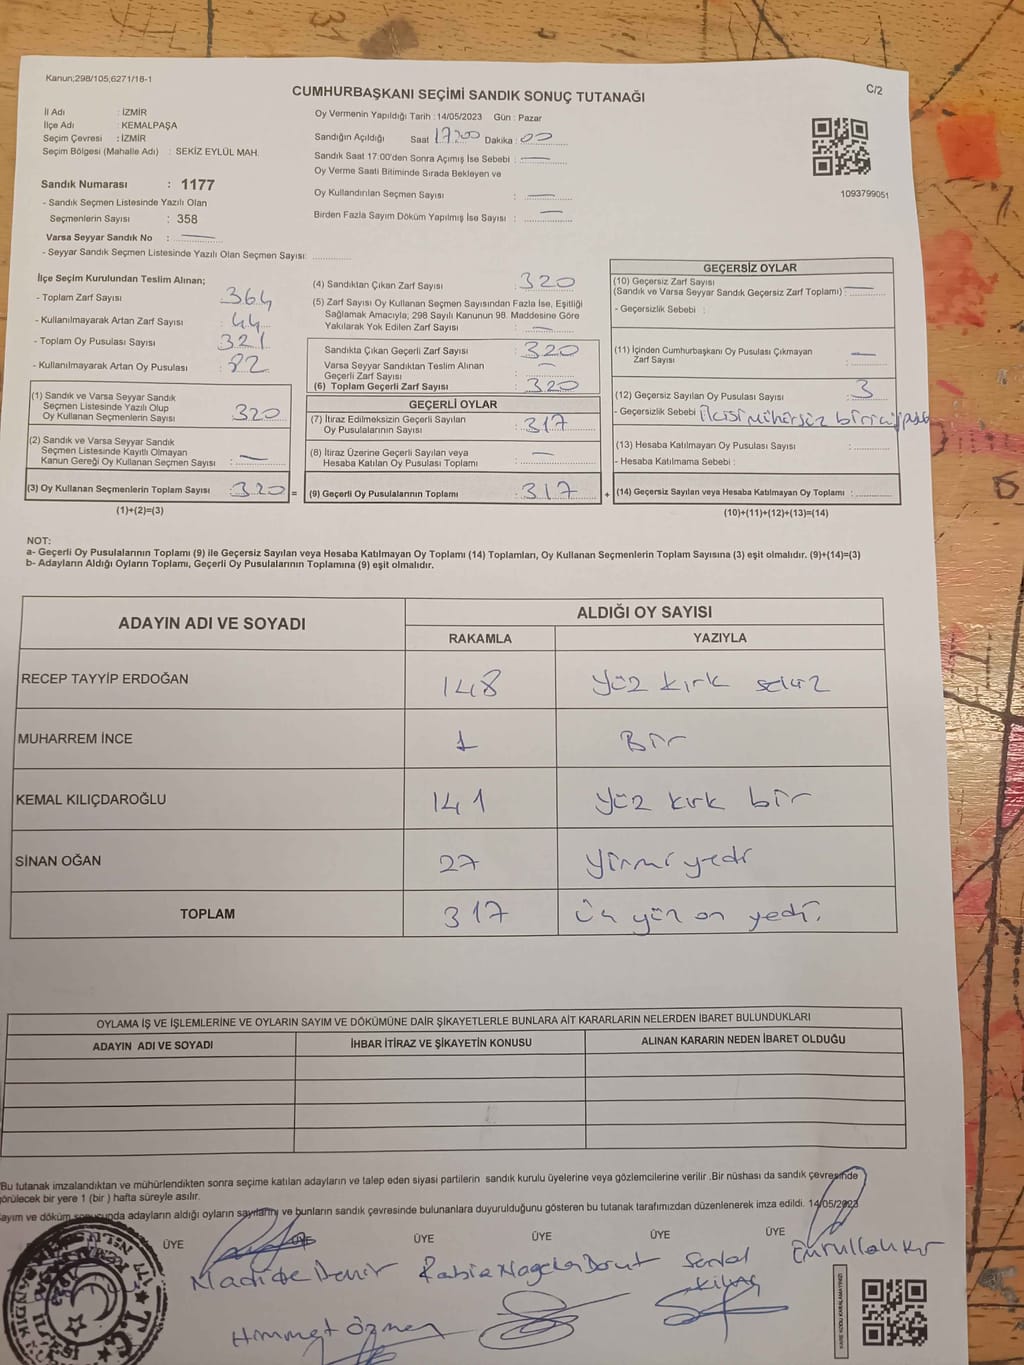 Kanun;298/105;6271/18-1
CUMHURBAŞKANI SEÇİMİ SANDIK SONUÇ TUTANAĞI
C/2
İl Adı : İZMİR
İlçe Adı : KEMALPAŞA
Seçim Çevresi : İZMİR
Seçim Bölgesi (Mahalle Adı) : SEKİZ EYLÜL MAH.
Sandık Numarası : 1177
- Sandık Seçmen Listesinde Yazılı Olan
Seçmenlerin Sayısı : 358
Varsa Seyyar Sandık No :
- Seyyar Sandık Seçmen Listesinde Yazılı Olan Seçmen Sayısı:
Oy Vermenin Yapıldığı Tarih : 14/05/2023 Gün : Pazar
Sandığın Açıldığı Saat 17:00 Dakika : 00
Sandık Saat 17:00'den Sonra Açımış İse Sebebi :
Oy Verme Saati Bitiminde Sırada Bekleyen ve
Oy Kullandırılan Seçmen Sayısı :
Birden Fazla Sayım Döküm Yapılmış İse Sayısı :
1093799051
İlçe Seçim Kurulundan Teslim Alınan;
- Toplam Zarf Sayısı : 364
- Kullanılmayarak Artan Zarf Sayısı : 44
- Toplam Oy Pusulası Sayısı : 321
- Kullanılmayarak Artan Oy Pusulası :
(1) Sandık ve Varsa Seyyar Sandık
Seçmen Listesinde Yazılı Olup
Oy Kullanan Seçmenlerin Sayısı : 320
(2) Sandık ve Varsa Seyyar Sandık
Seçmen Listesinde Kayıtlı Olmayan
Kanun Gereği Oy Kullanan Seçmen Sayısı :
(3) Oy Kullanan Seçmenlerin Toplam Sayısı : 320 =
(1)+(2)=(3)
(4) Sandıktan Çıkan Zarf Sayısı : 320
(5) Zarf Sayısı Oy Kullanan Seçmen Sayısından Fazla İse, Eşitliği
Sağlamak Amacıyla; 298 Sayılı Kanunun 98. Maddesine Göre
Yakılarak Yok Edilen Zarf Sayısı :
Sandıkta Çıkan Geçerli Zarf Sayısı : 320
Varsa Seyyar Sandıktan Teslim Alınan
Geçerli Zarf Sayısı :
(6) Toplam Geçerli Zarf Sayısı : 320
GEÇERLİ OYLAR
(7) İtiraz Edilmeksizin Geçerli Sayılan
Oy Pusulalarının Sayısı : 317
(8) İtiraz Üzerine Geçerli Sayılan veya
Hesaba Katılan Oy Pusulası Toplamı :
(9) Geçerli Oy Pusulalarının Toplamı : 317 +
GEÇERSİZ OYLAR
(10) Geçersiz Zarf Sayısı
(Sandık ve Varsa Seyyar Sandık Geçersiz Zarf Toplamı) :
- Geçersizlik Sebebi :
(11) İçinden Cumhurbaşkanı Oy Pusulası Çıkmayan
Zarf Sayısı :
(12) Geçersiz Sayılan Oy Pusulası Sayısı : 3
- Geçersizlik Sebebi : ikisi mühürsüz
(13) Hesaba Katılmayan Oy Pusulası Sayısı :
- Hesaba Katılmama Sebebi :
(14) Geçersiz Sayılan veya Hesaba Katılmayan Oy Toplamı :
(10)+(11)+(12)+(13)=(14)
NOT:
a- Geçerli Oy Pusulalarının Toplamı (9) ile Geçersiz Sayılan veya Hesaba Katılmayan Oy Toplamı (14) Toplamları, Oy Kullanan Seçmenlerin Toplam Sayısına (3) eşit olmalıdır. (9)+(14)=(3)
b- Adayların Aldığı Oyların Toplamı, Geçerli Oy Pusulalarının Toplamına (9) eşit olmalıdır.
ADAYIN ADI VE SOYADI
ALDIĞI OY SAYISI
RAKAMLA YAZIYLA
RECEP TAYYİP ERDOĞAN 148 yüz kırk sekiz
MUHARREM İNCE 1 Bir
KEMAL KILIÇDAROĞLU 141 yüz kırk bir
SİNAN OĞAN 27 yirmi yedi
TOPLAM 317 Üç yüz on yedi
OYLAMA İŞ VE İŞLEMLERİNE VE OYLARIN SAYIM VE DÖKÜMÜNE DAİR ŞİKAYETLERLE BUNLARA AİT KARARLARIN NELERDEN İBARET BULUNDUKLARI
ADAYIN ADI VE SOYADI İHBAR İTİRAZ VE ŞİKAYETİN KONUSU ALINAN KARARIN NEDEN İBARET OLDUĞU
Bu tutanak imzalandıktan ve mühürlendikten sonra seçime katılan adayların ve talep eden siyasi partilerin sandık kurulu üyelerine veya gözlemcilerine verilir .Bir nüshası da sandık çevresinde
görülecek bir yere 1 (bir ) hafta süreyle asılır.
ayım ve döküm sonucunda adayların aldığı oyların sayılarını ve bunların sandık çevresinde bulunanlara duyurulduğunu gösteren bu tutanak tarafımızdan düzenlenerek imza edildi. 14/05/2023
ÜYE ÜYE ÜYE ÜYE ÜYE ÜYE
Madide Demir Rabia Serdal Kılıç Emrullah Kır
Himmet Özmen
T.C.